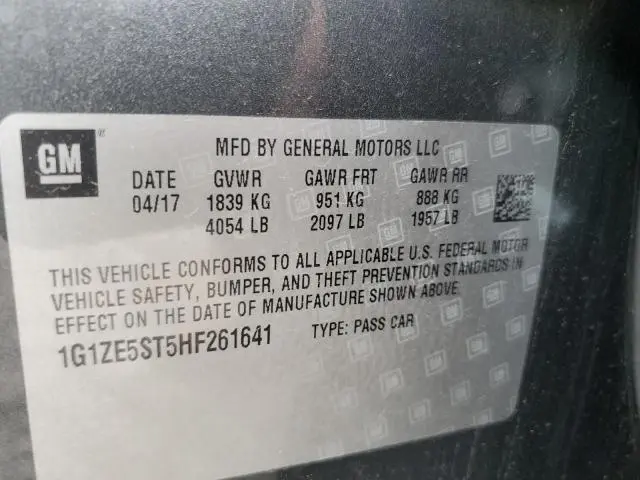 GM ®
MFD BY GENERAL MOTORS LLC
DATE GVWR GAWR FRT GAWR RR
04/17 1839 KG 951 KG 888 KG
4054 LB 2097 LB 1957 LB
THIS VEHICLE CONFORMS TO ALL APPLICABLE U.S. FEDERAL MOTOR
VEHICLE SAFETY, BUMPER, AND THEFT PREVENTION STANDARDS IN
EFFECT ON THE DATE OF MANUFACTURE SHOWN ABOVE.
1G1ZE5ST5HF261641 TYPE: PASS CAR